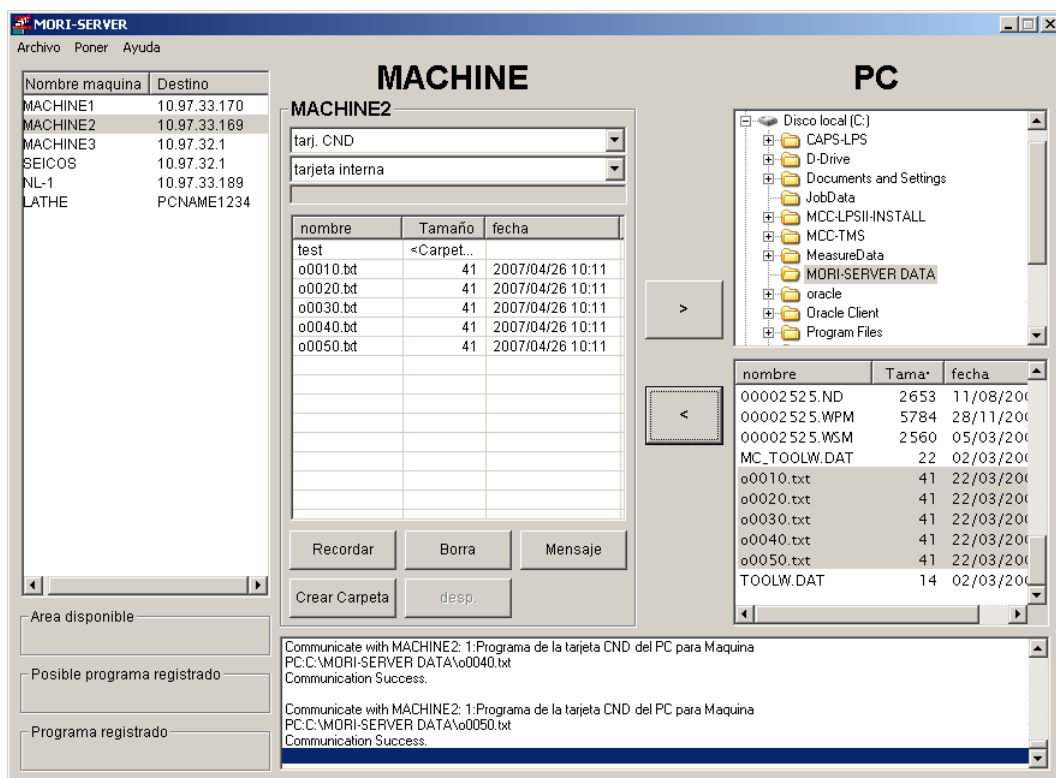 MORI-SERVER
Archivo Poner Ayuda
Nombre maquina Destino
MACHINE1 10.97.33.170
MACHINE2 10.97.33.169
MACHINE3 10.97.32.1
SEICOS 10.97.32.1
NL-1 10.97.33.189
LATHE PCNAME1234
Area disponible
Posible programa registrado
Programa registrado
MACHINE
MACHINE2
tarj. CND
tarjeta interna
nombre Tamaño fecha
test <Carpet...
o0010.txt 41 2007/04/26 10:11
o0020.txt 41 2007/04/26 10:11
o0030.txt 41 2007/04/26 10:11
o0040.txt 41 2007/04/26 10:11
o0050.txt 41 2007/04/26 10:11
Recordar Borra Mensaje
Crear Carpeta desp.
>
<
PC
Disco local (C:)
CAPS-LPS
D-Drive
Documents and Settings
JobData
MCC-LPSII-INSTALL
MCC-TMS
MeasureData
MORI-SERVER DATA
oracle
Oracle Client
Program Files
nombre Tama fecha
00002525.ND 2653 11/08/200
00002525.WPM 5784 28/11/200
00002525.WSM 2560 05/03/200
MC_TOOLW.DAT 22 02/03/200
o0010.txt 41 22/03/200
o0020.txt 41 22/03/200
o0030.txt 41 22/03/200
o0040.txt 41 22/03/200
o0050.txt 41 22/03/200
TOOLW.DAT 14 02/03/200
Communicate with MACHINE2: 1:Programa de la tarjeta CND del PC para Maquina
PC:C:\MORI-SERVER DATA\o0040.txt
Communication Success.
Communicate with MACHINE2: 1:Programa de la tarjeta CND del PC para Maquina
PC:C:\MORI-SERVER DATA\o0050.txt
Communication Success.